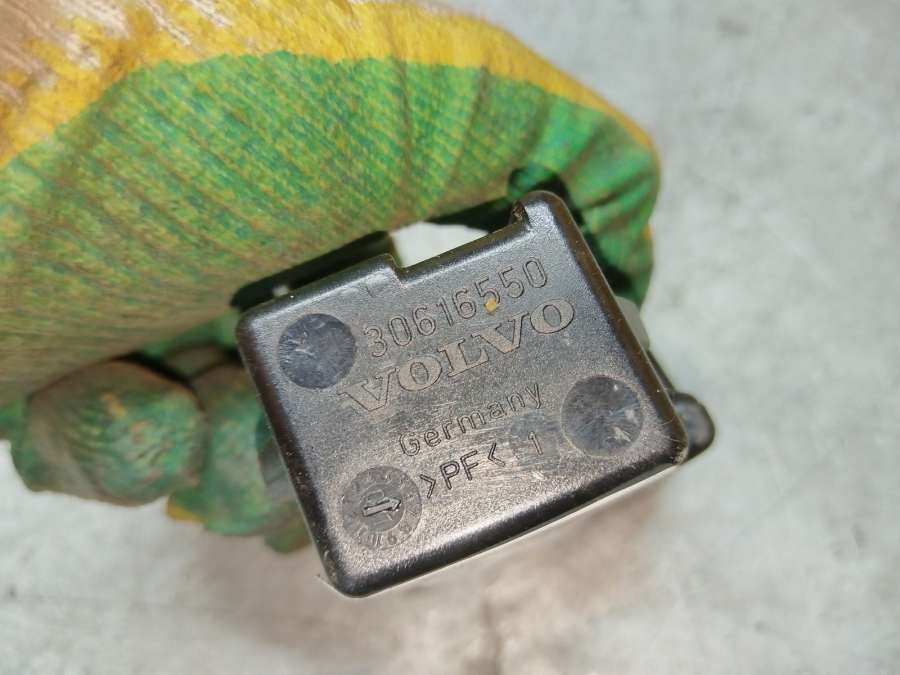 30616550
VOLVO
Germany
>PF< 1